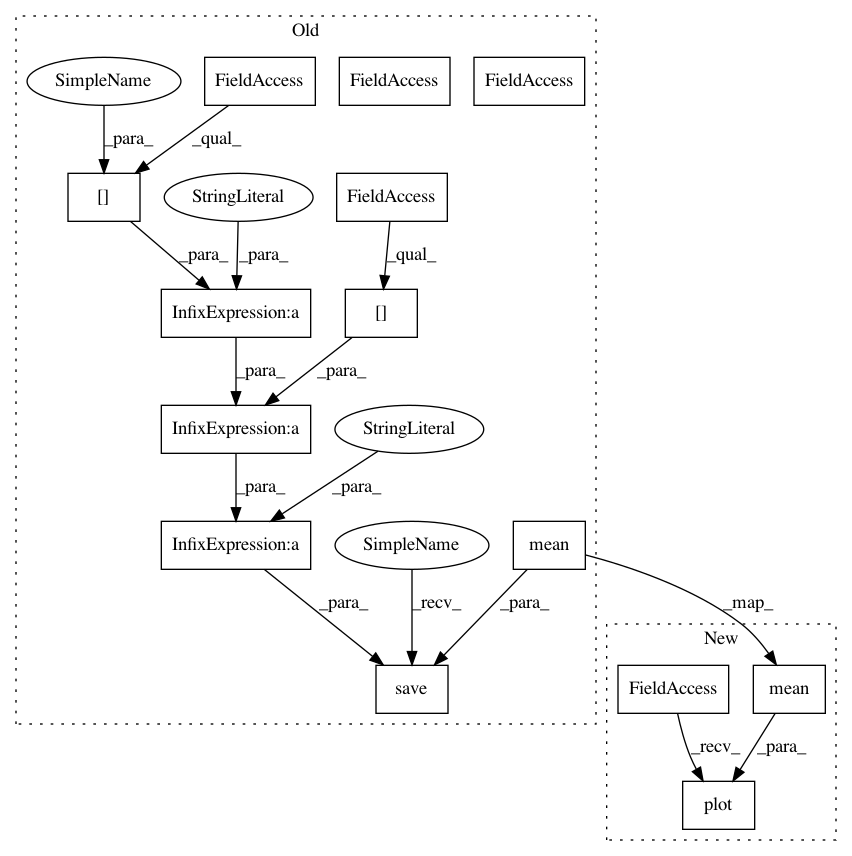 Old
SimpleName
FieldAccess
FieldAccess
FieldAccess
_para_
_qual_
[]
StringLiteral
FieldAccess
_para_
_para_
_qual_
InfixExpression:a
[]
_para_
_para_
InfixExpression:a
StringLiteral
_para_
_para_
InfixExpression:a
SimpleName
mean
_para_
_recv_
_para_
_map_
New
save
FieldAccess
mean
_recv_
_para_
plot